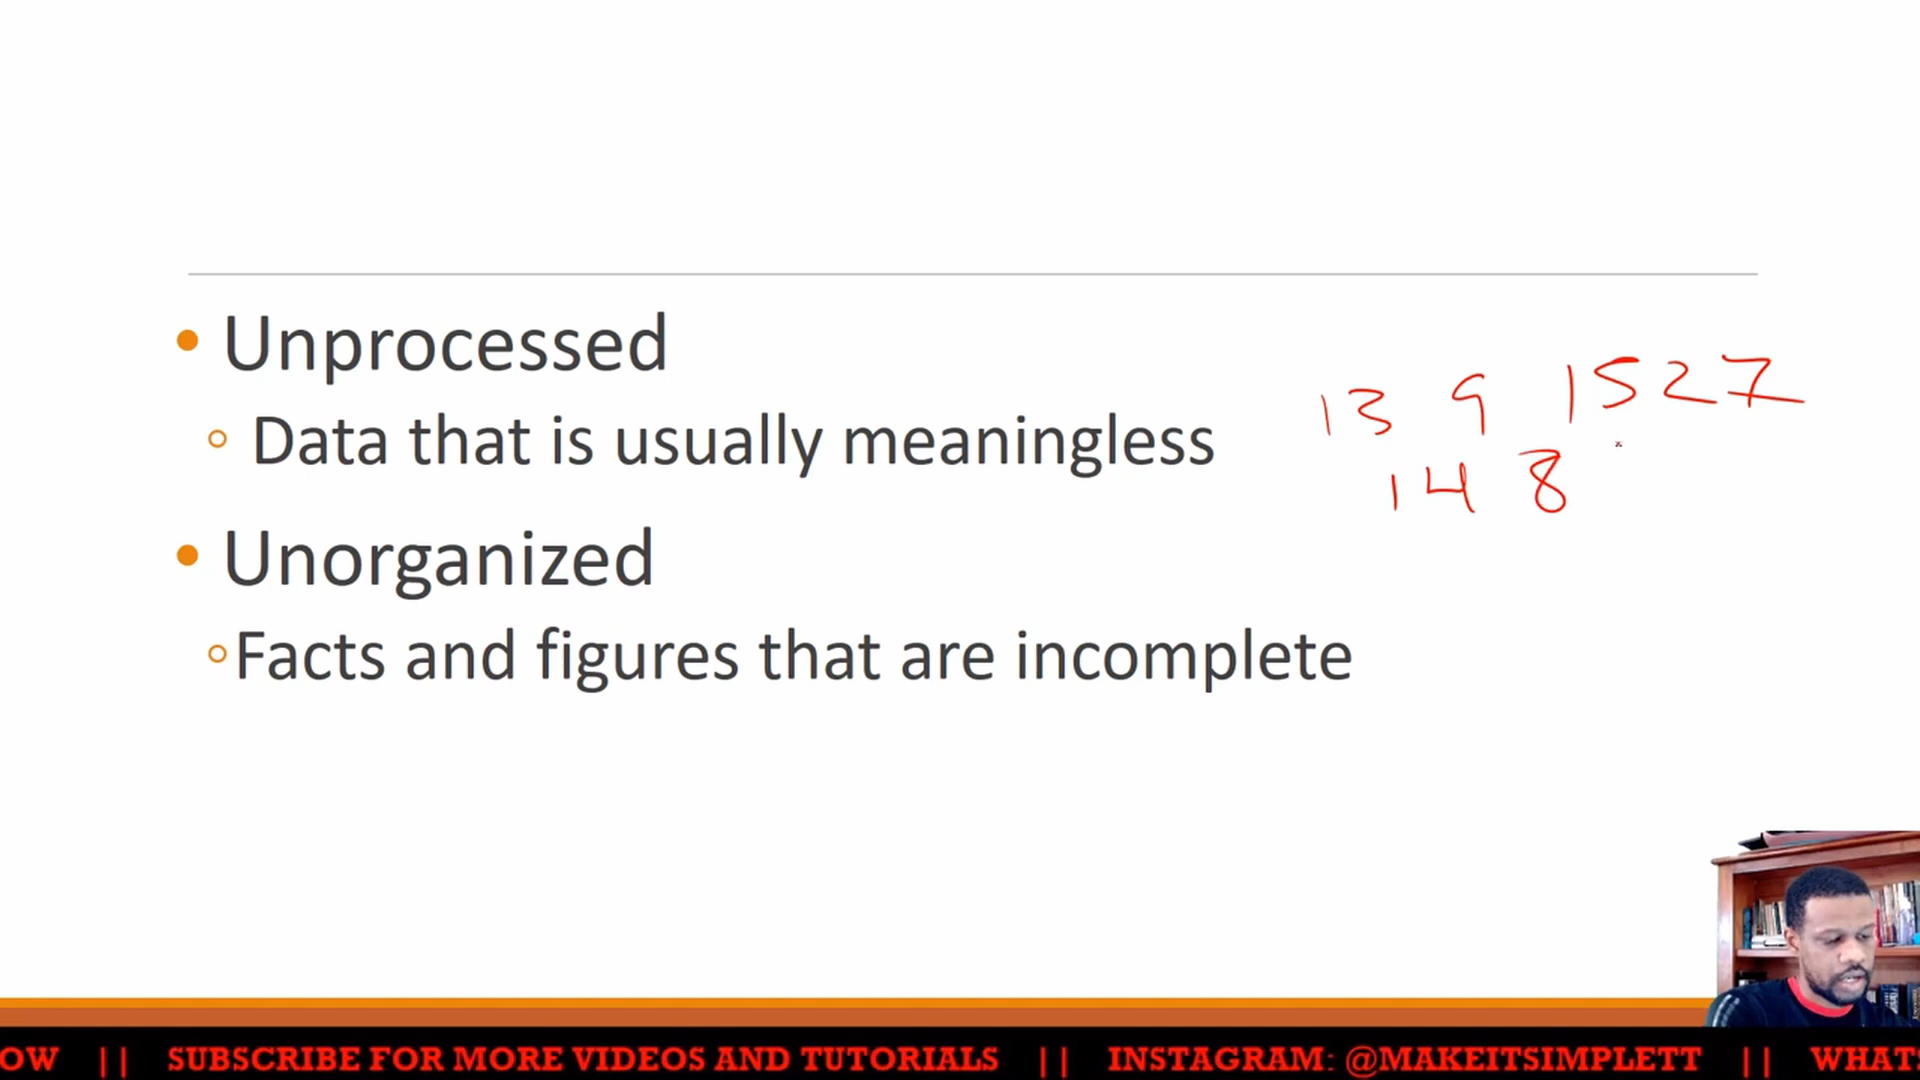 • Unprocessed
◦ Data that is usually meaningless
13 9 1527
14 8
• Unorganized
◦Facts and figures that are incomplete
OW || SUBSCRIBE FOR MORE VIDEOS AND TUTORIALS || INSTAGRAM: @MAKEITSIMPLETT || WHATS